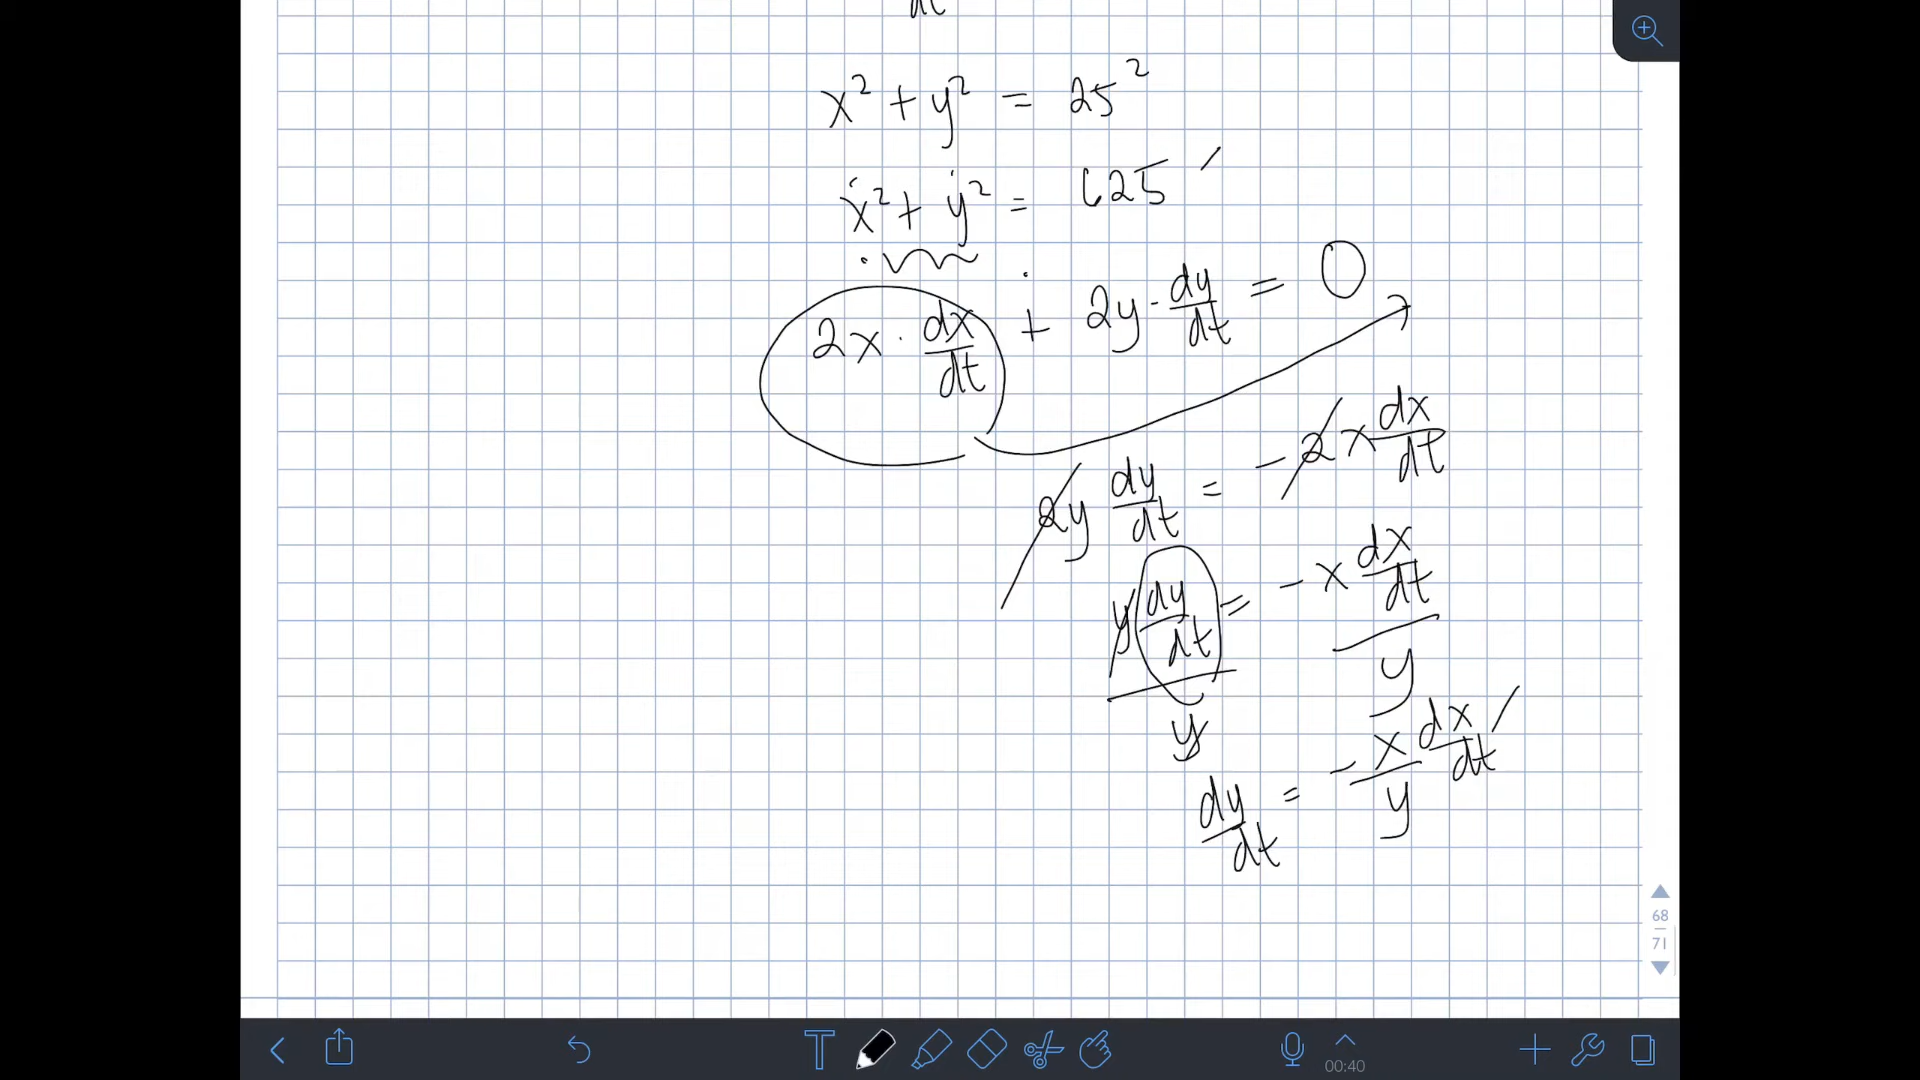 dt
x² + y² = 25²
x² + y² = 625
2x · dx/dt + 2y · dy/dt = 0
2y dy/dt = -2x dx/dt
y dy/dt / y = -x dx/dt / y
dy/dt = -x/y dx/dt
68
71
T
00:40